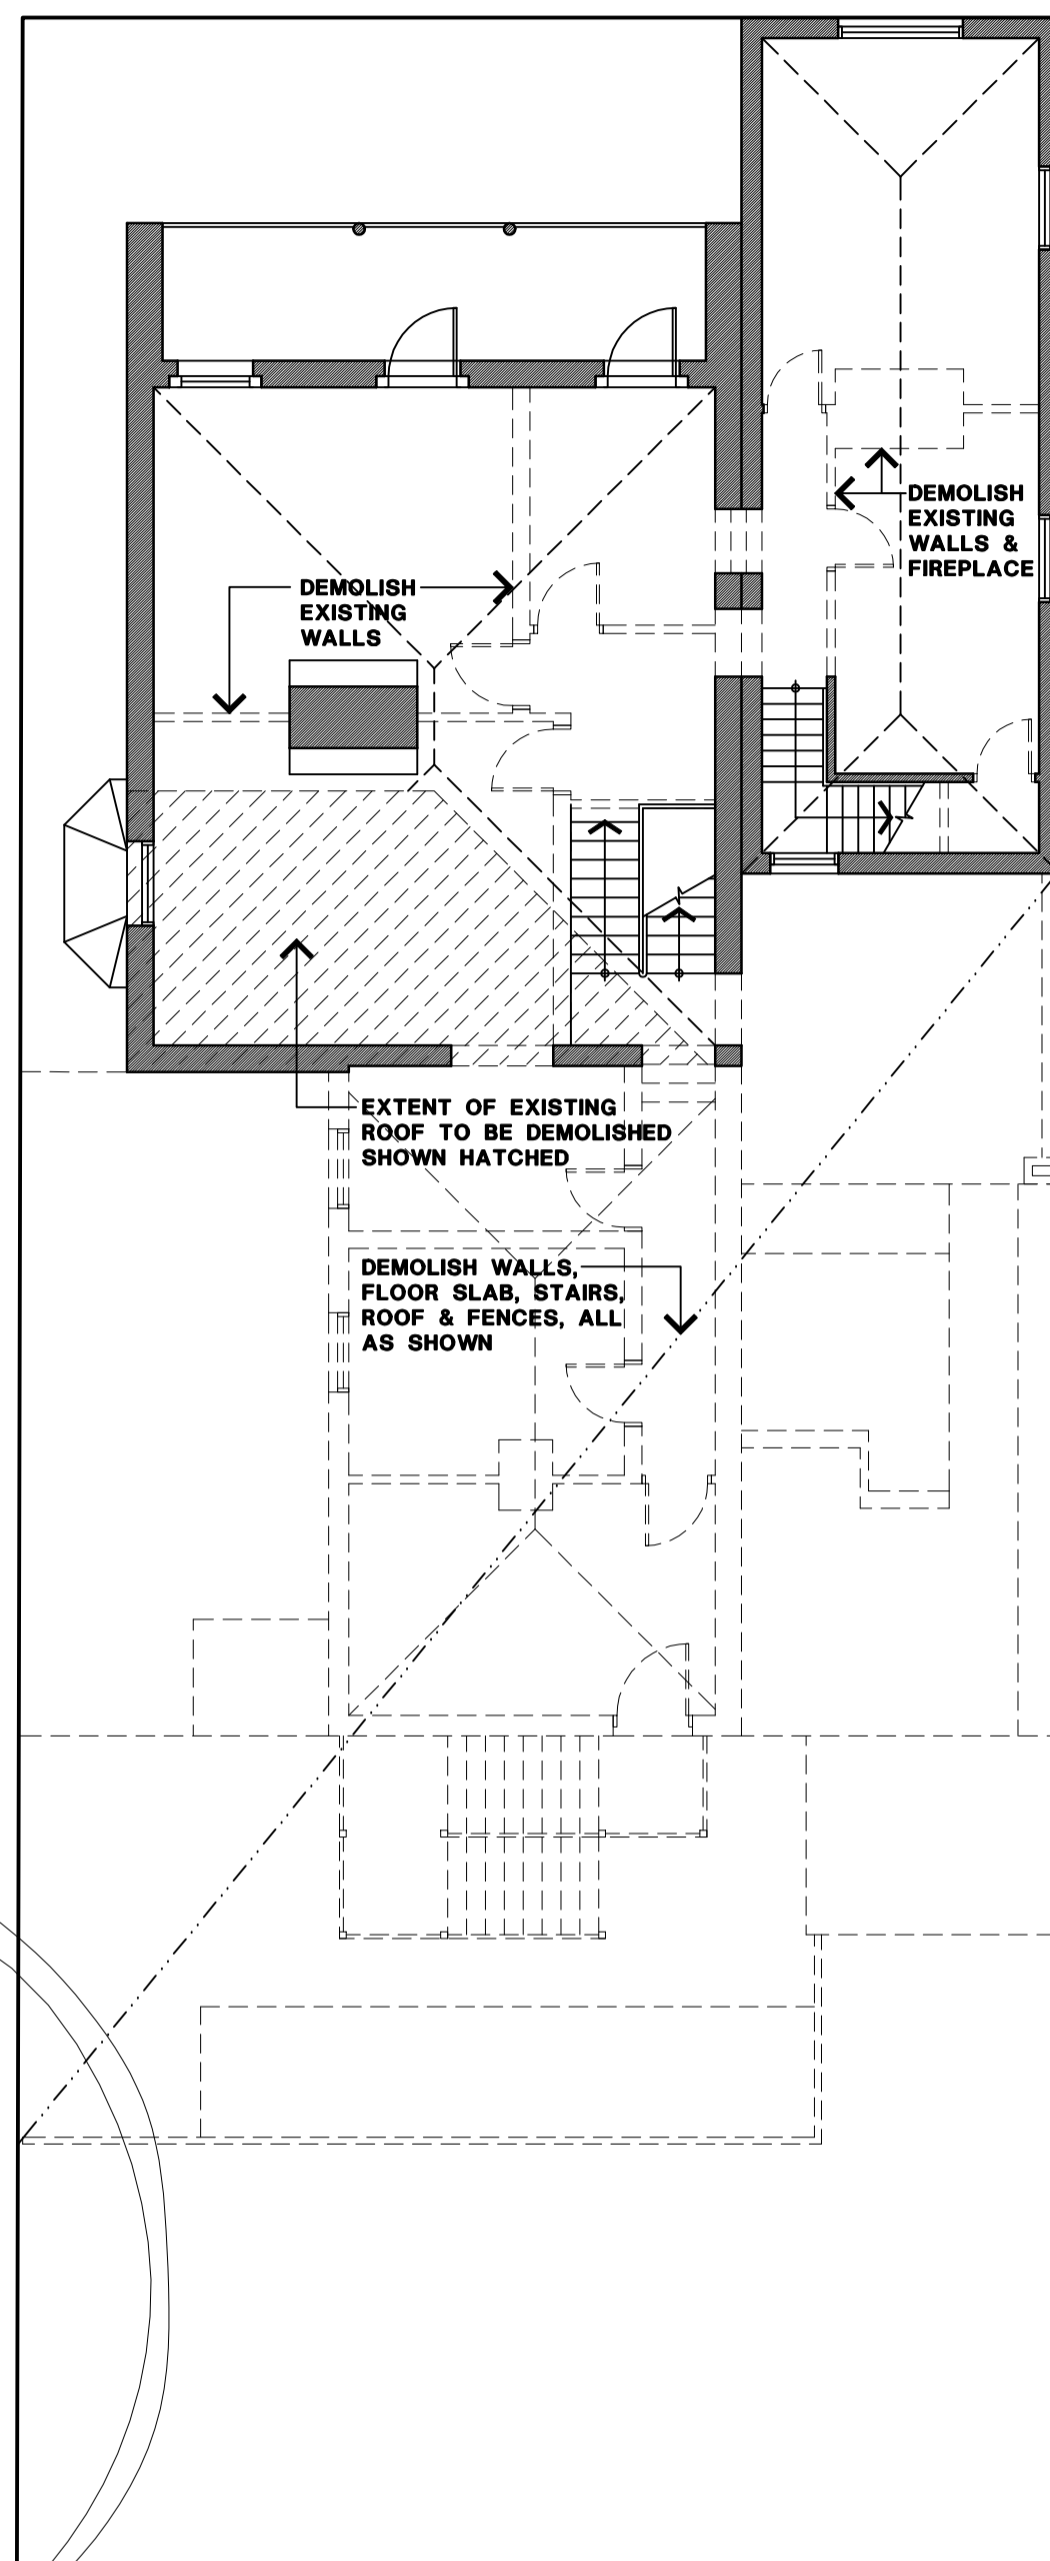 DEMOLISH
EXISTING
WALLS &
FIREPLACE
DEMOLISH
EXISTING
WALLS
EXTENT OF EXISTING
ROOF TO BE DEMOLISHED
SHOWN HATCHED
DEMOLISH WALLS,
FLOOR SLAB, STAIRS,
ROOF & FENCES, ALL
AS SHOWN